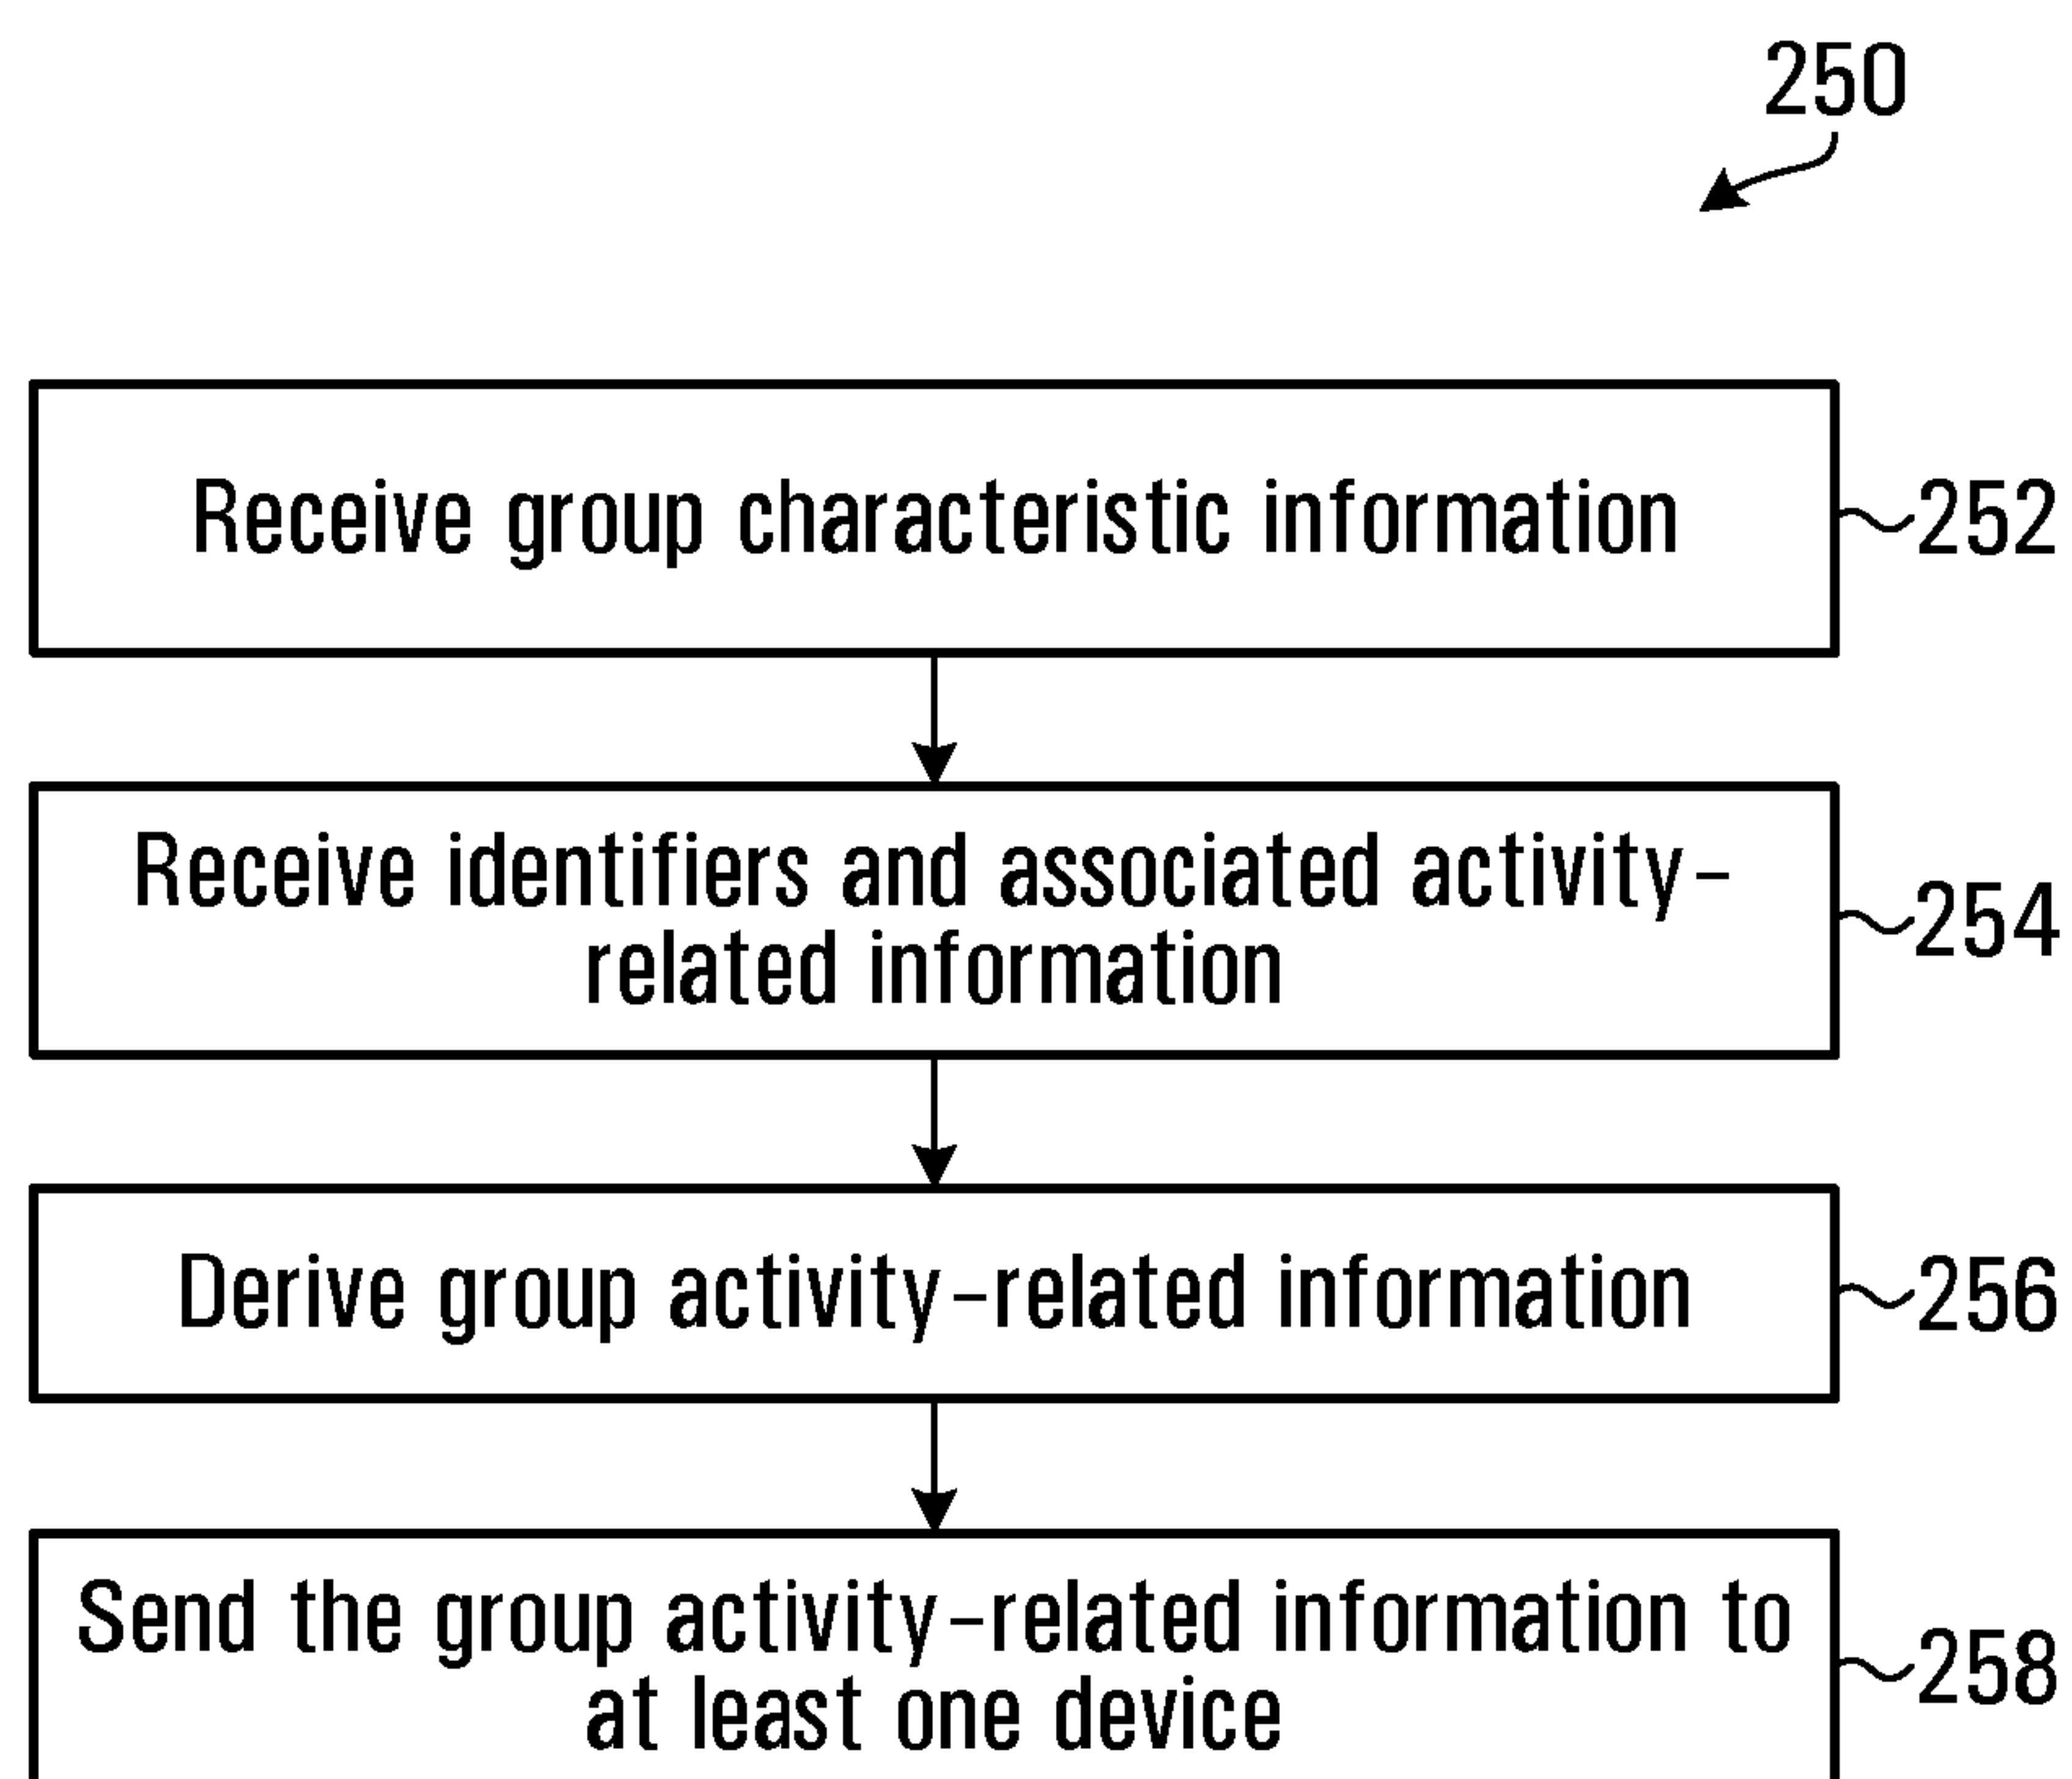 250
Receive group characteristic information
252
Receive identifiers and associated activity-
related information
254
Derive group activity-related information
256
Send the group activity-related information to
at least one device
258